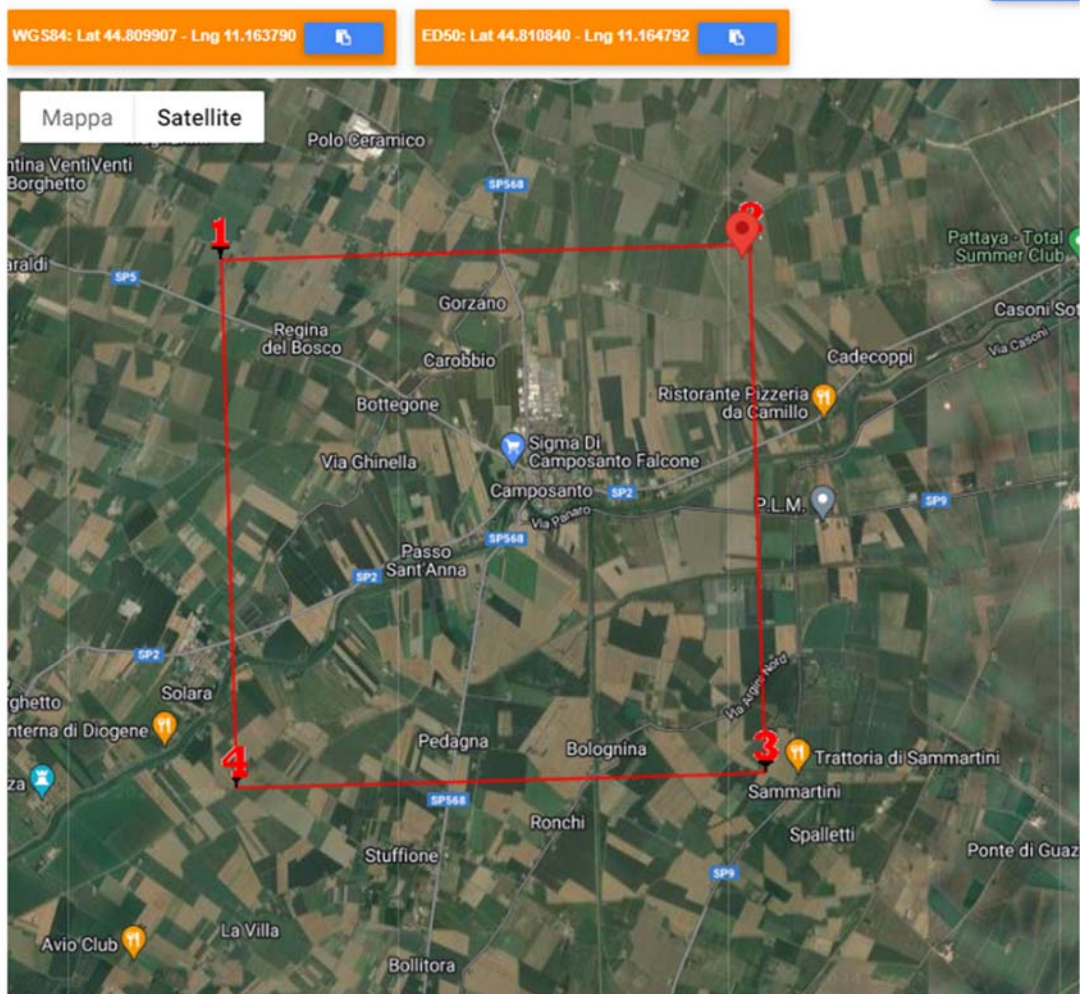 WGS84: Lat 44.809907 - Lng 11.163790
ED50: Lat 44.810840 - Lng 11.164792
Mappa
Satellite
Polo Ceramico
ntina VentiVenti
Borghetto
SP568
1
2
Pattaya - Total
Summer Club
araldi
SP5
Gorzano
Casoni Sot
Regina
del Bosco
Via Casoni
Carobbio
Cadecoppi
Ristorante Pizzeria
da Camillo
Bottegone
Sigma Di
Camposanto Falcone
Via Ghinella
Camposanto
SP2
P.L.M.
SP9
Via Panaro
SP568
Passo
Sant'Anna
SP2
SP2
Via Argini Nord
Solara
rghetto
nterna di Diogene
Pedagna
Bolognina
3
Trattoria di Sammartini
4
za
Sammartini
SP568
Ronchi
Spalletti
Stuffione
Ponte di Guaz
SP9
La Villa
Avio Club
Bollitora